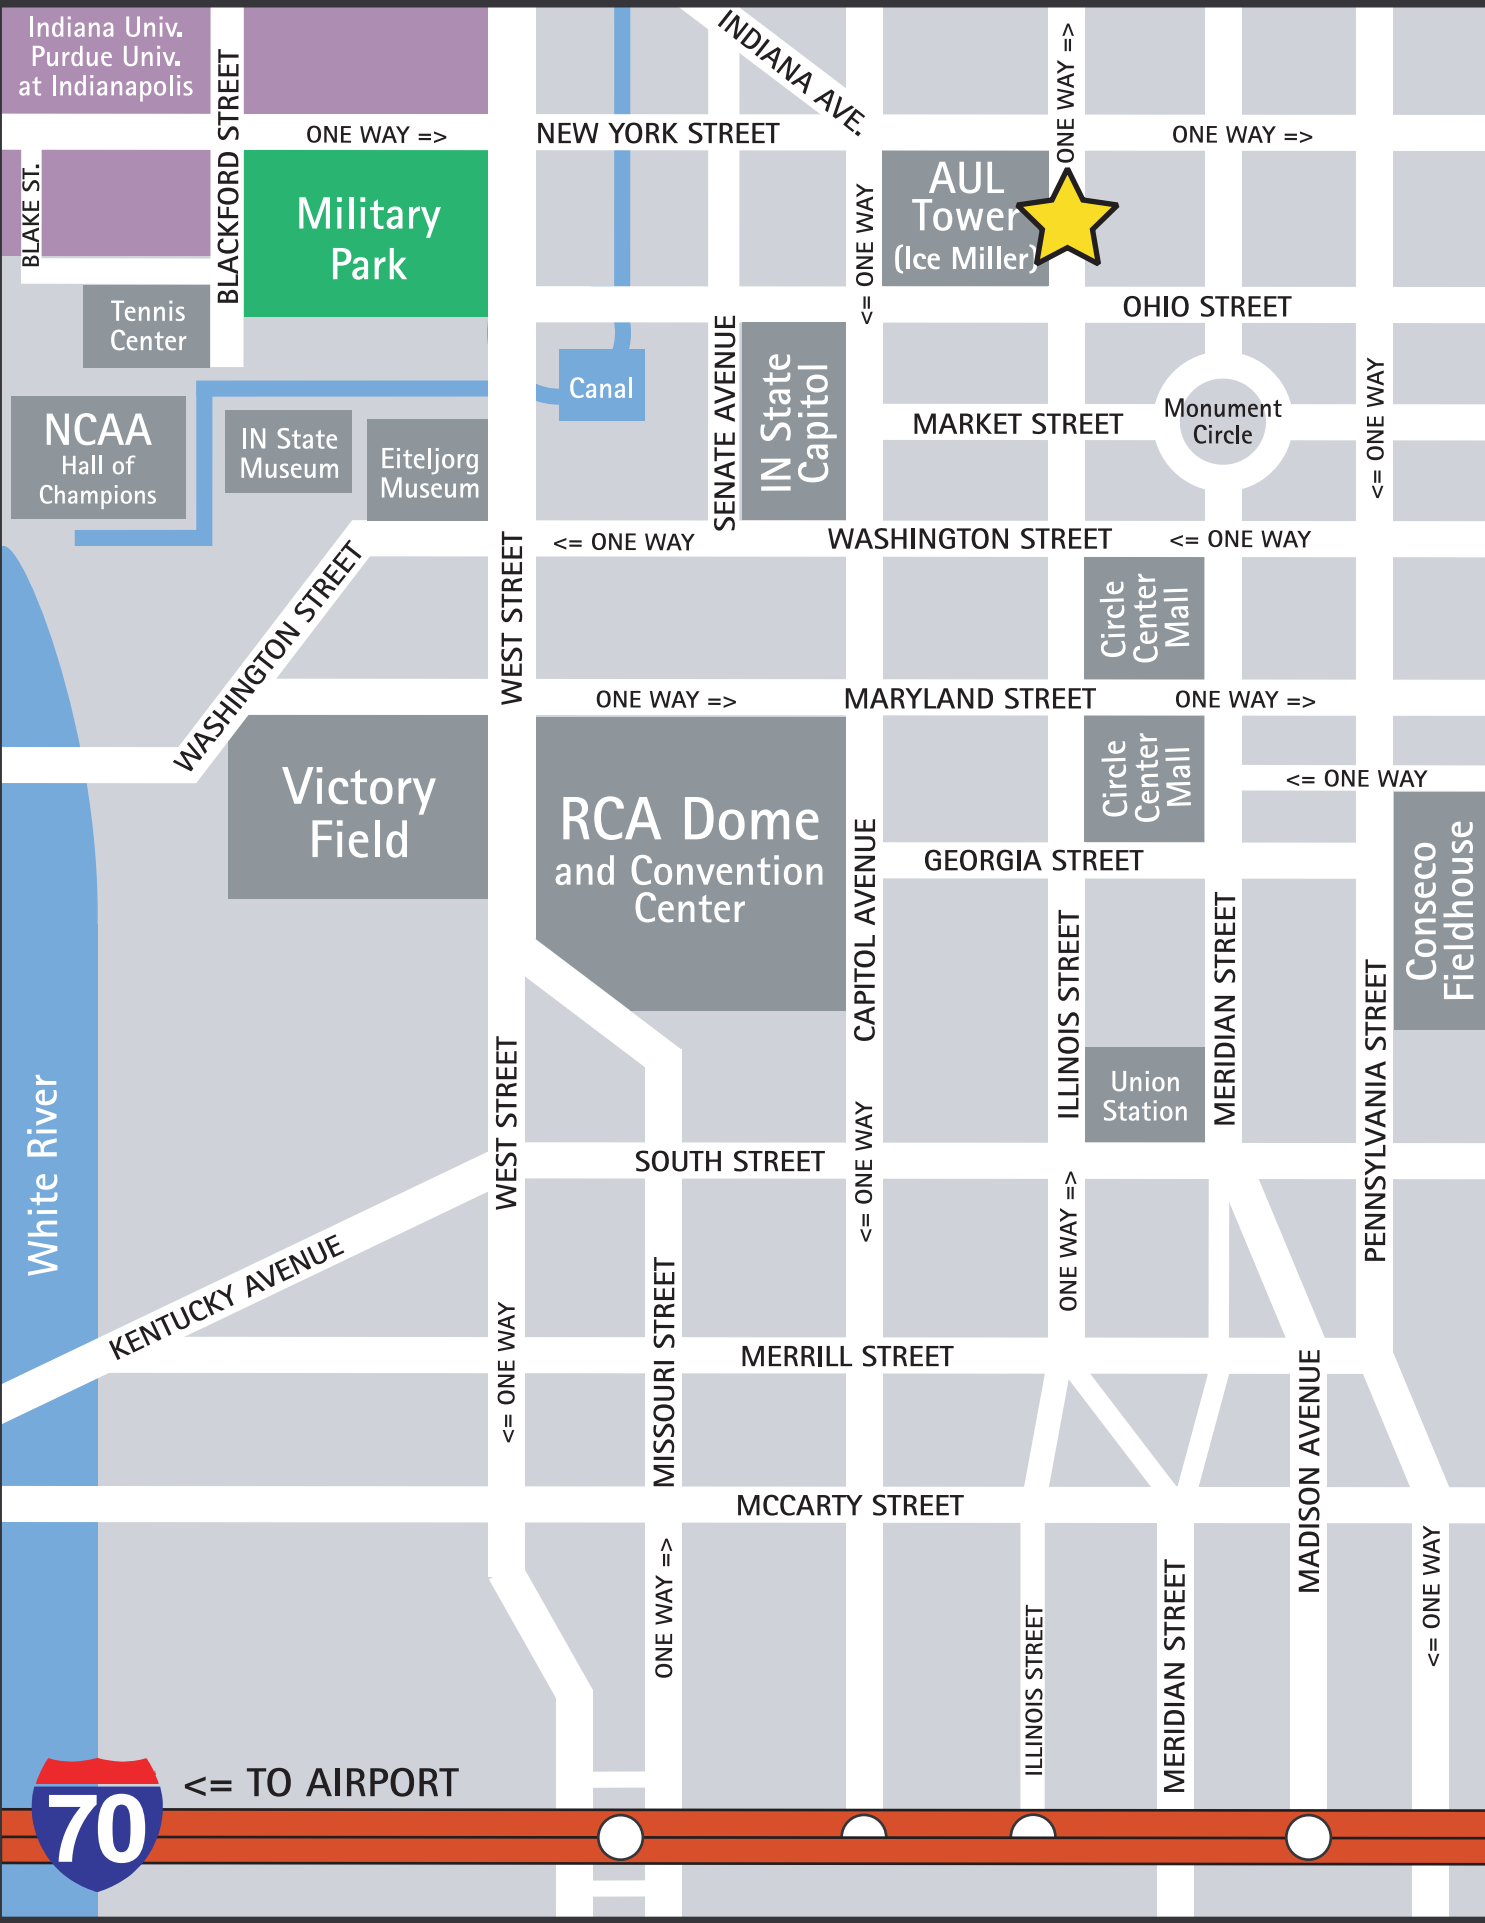 Indiana Univ.
Purdue Univ.
at Indianapolis
BLACKFORD STREET
INDIANA AVE.
ONE WAY =>
ONE WAY =>
NEW YORK STREET
ONE WAY =>
BLAKE ST.
Military
Park
<= ONE WAY
AUL
Tower
(Ice Miller)
Tennis
Center
OHIO STREET
SENATE AVENUE
IN State
Capitol
Canal
<= ONE WAY
NCAA
Hall of
Champions
IN State
Museum
Eiteljorg
Museum
MARKET STREET
Monument
Circle
WASHINGTON STREET
WEST STREET
<= ONE WAY
WASHINGTON STREET
<= ONE WAY
Circle
Center
Mall
ONE WAY =>
MARYLAND STREET
ONE WAY =>
Victory
Field
RCA Dome
and Convention
Center
Circle
Center
Mall
<= ONE WAY
CAPITOL AVENUE
GEORGIA STREET
Conseco
Fieldhouse
ILLINOIS STREET
MERIDIAN STREET
PENNSYLVANIA STREET
White River
WEST STREET
Union
Station
<= ONE WAY
SOUTH STREET
ONE WAY =>
KENTUCKY AVENUE
<= ONE WAY
MISSOURI STREET
MERRILL STREET
MADISON AVENUE
MCCARTY STREET
ONE WAY =>
ILLINOIS STREET
MERIDIAN STREET
<= ONE WAY
<= TO AIRPORT
70